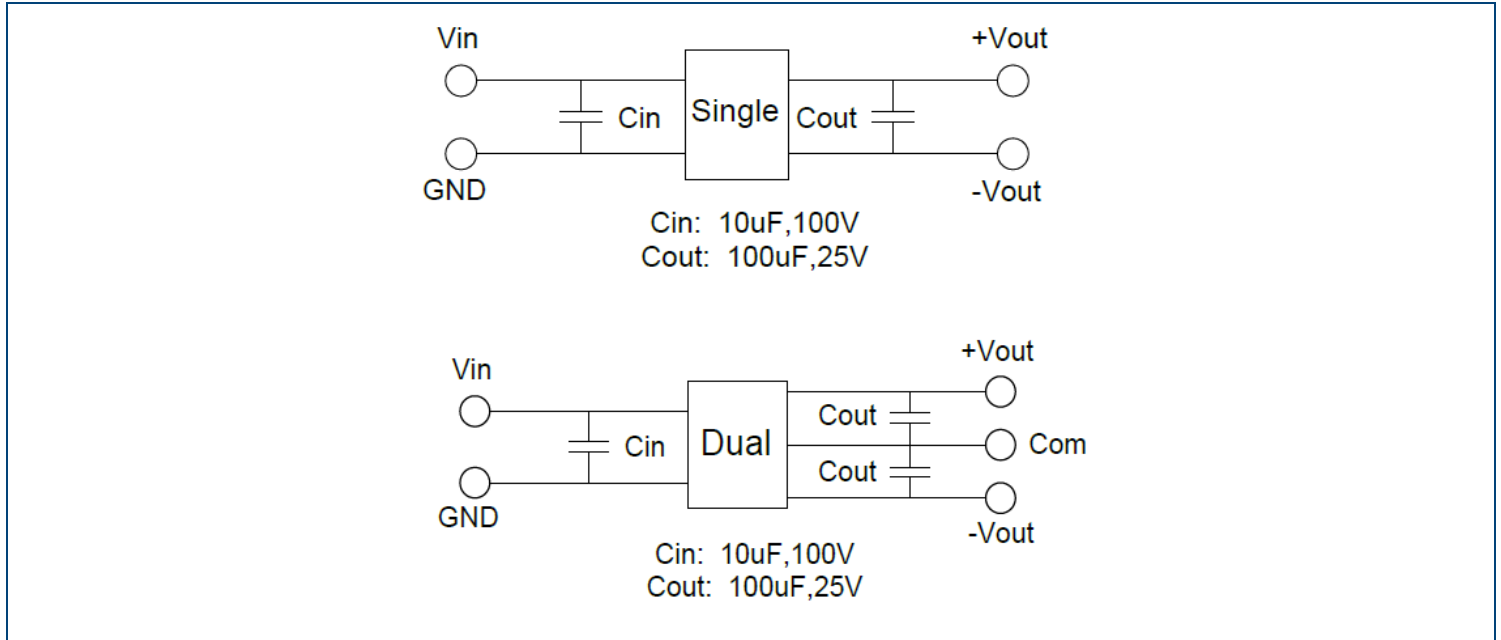 Vin
+Vout
Cin
Single
Cout
GND
-Vout
Cin: 10uF,100V
Cout: 100uF,25V
+Vout
Vin
Cout
Cin
Dual
Com
Cout
GND
-Vout
Cin: 10uF,100V
Cout: 100uF,25V